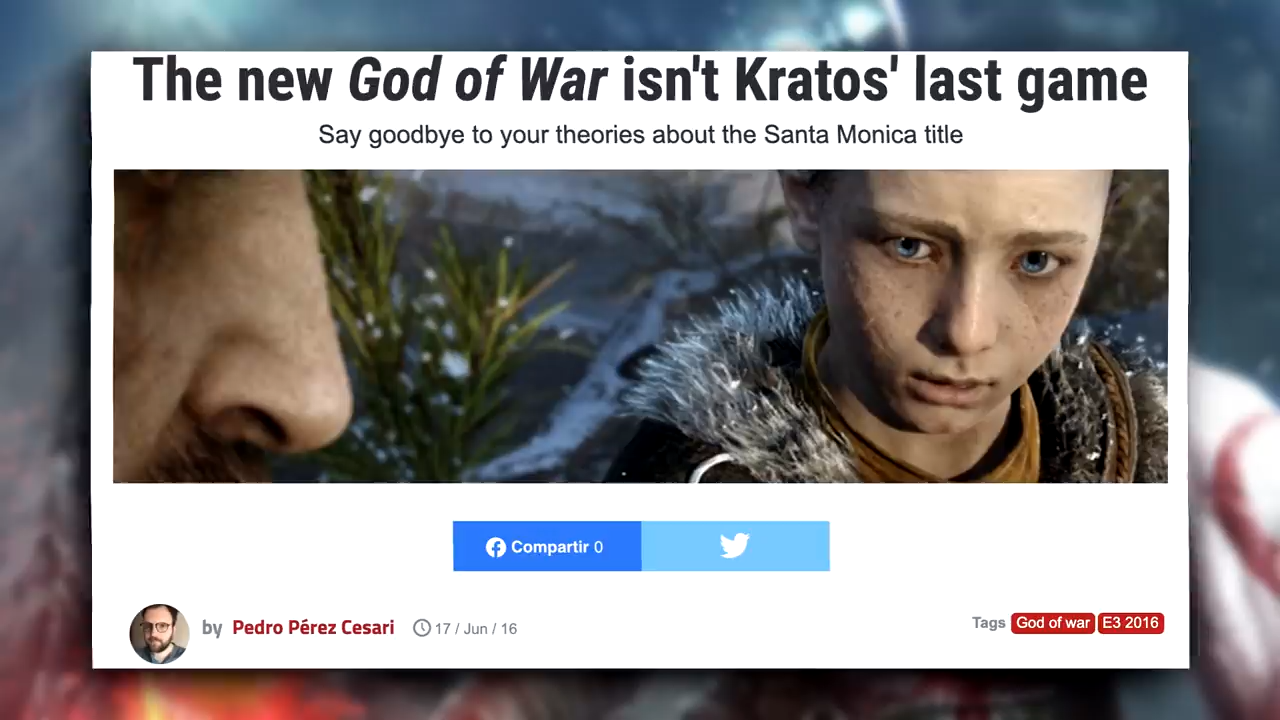 The new God of War isn't Kratos' last game
Say goodbye to your theories about the Santa Monica title
Compartir 0
by Pedro Pérez Cesari 17 / Jun / 16
Tags God of war E3 2016